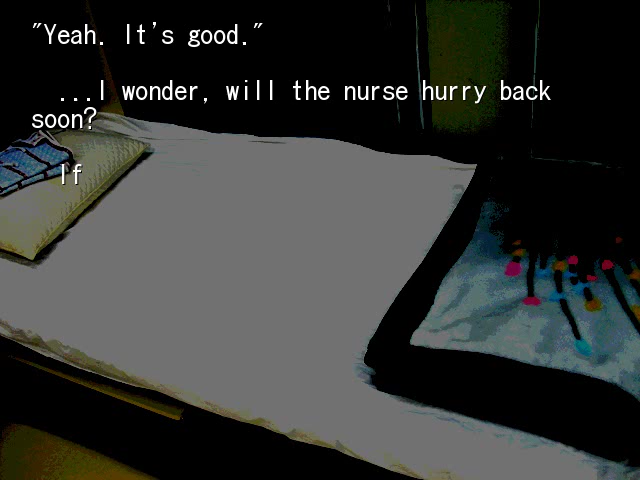 "Yeah. It's good."
...I wonder, will the nurse hurry back
soon?
If